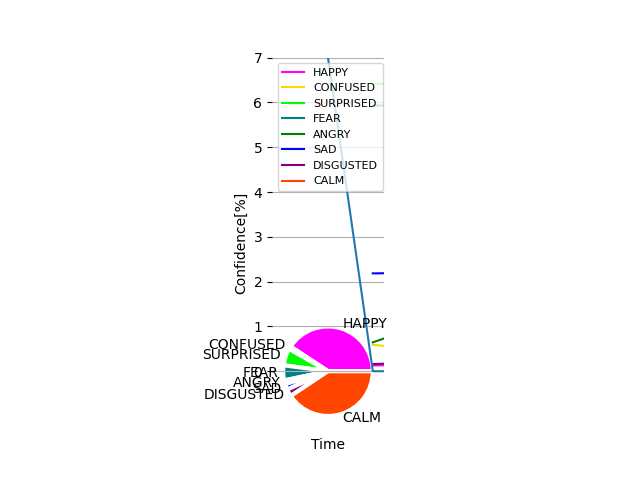 7
6
5
4
3
2
1
0
Confidence[%]
HAPPY
CONFUSED
SURPRISED
FEAR
ANGRY
SAD
DISGUSTED
CALM
HAPPY
CONFUSED
SURPRISED
FEAR
ANGRY
SAD
DISGUSTED
CALM
Time